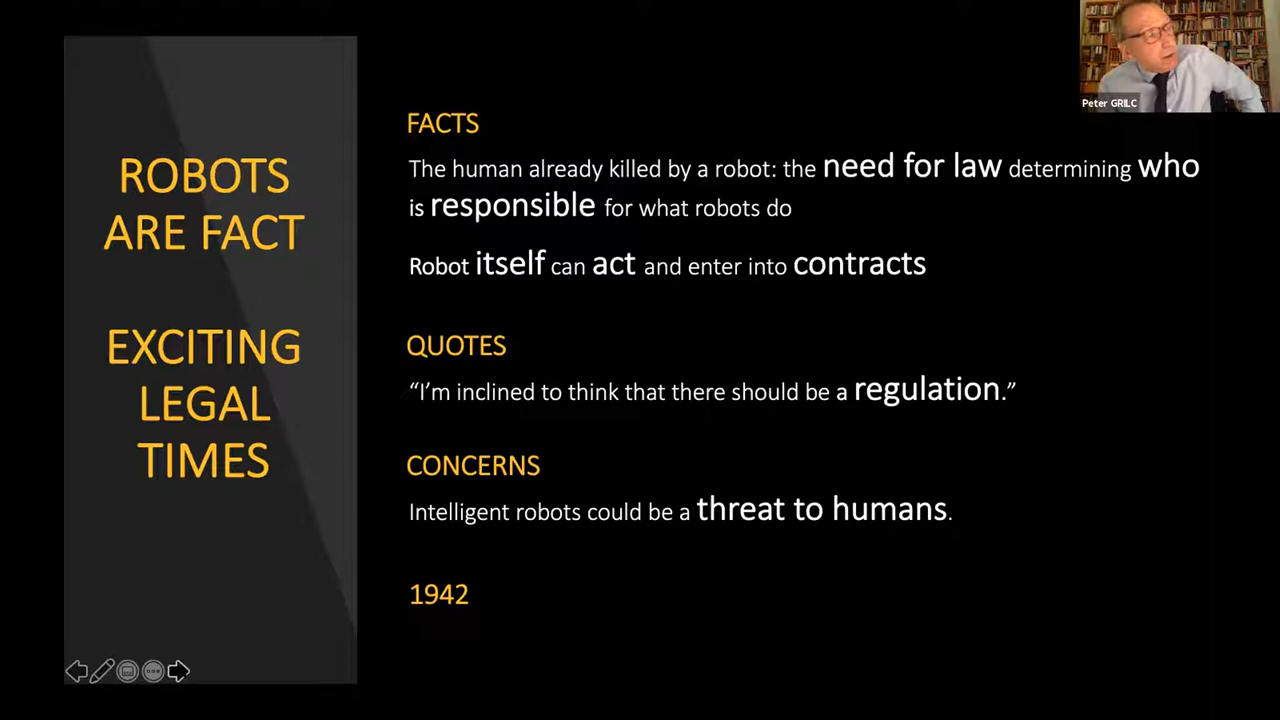 ROBOTS
ARE FACT
EXCITING
LEGAL
TIMES
FACTS
The human already killed by a robot: the need for law determining who
is responsible for what robots do
Robot itself can act and enter into contracts
QUOTES
“I’m inclined to think that there should be a regulation.”
CONCERNS
Intelligent robots could be a threat to humans.
1942
Peter GRILC